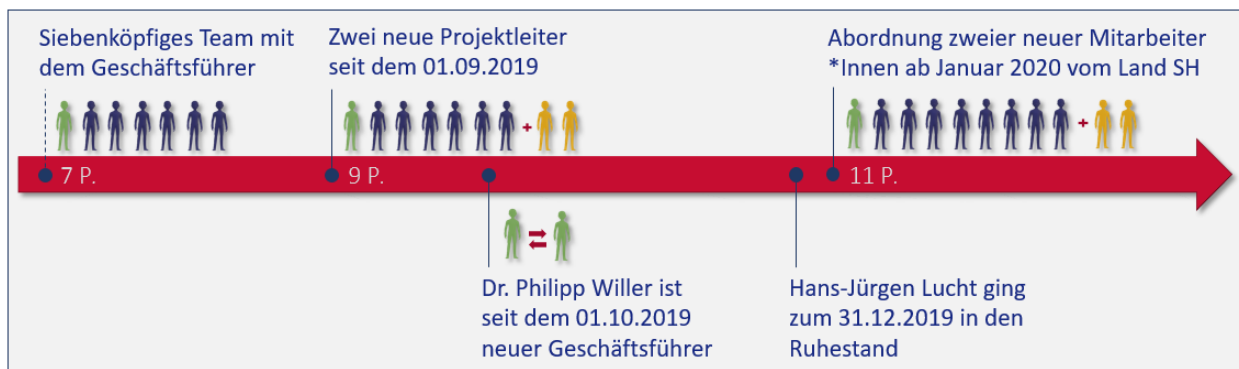 Siebenköpfiges Team mit
dem Geschäftsführer
Zwei neue Projektleiter
seit dem 01.09.2019
Abordnung zweier neuer Mitarbeiter
*Innen ab Januar 2020 vom Land SH
+
+
7 P.
9 P.
11 P.
Dr. Philipp Willer ist
seit dem 01.10.2019
neuer Geschäftsführer
Hans-Jürgen Lucht ging
zum 31.12.2019 in den
Ruhestand